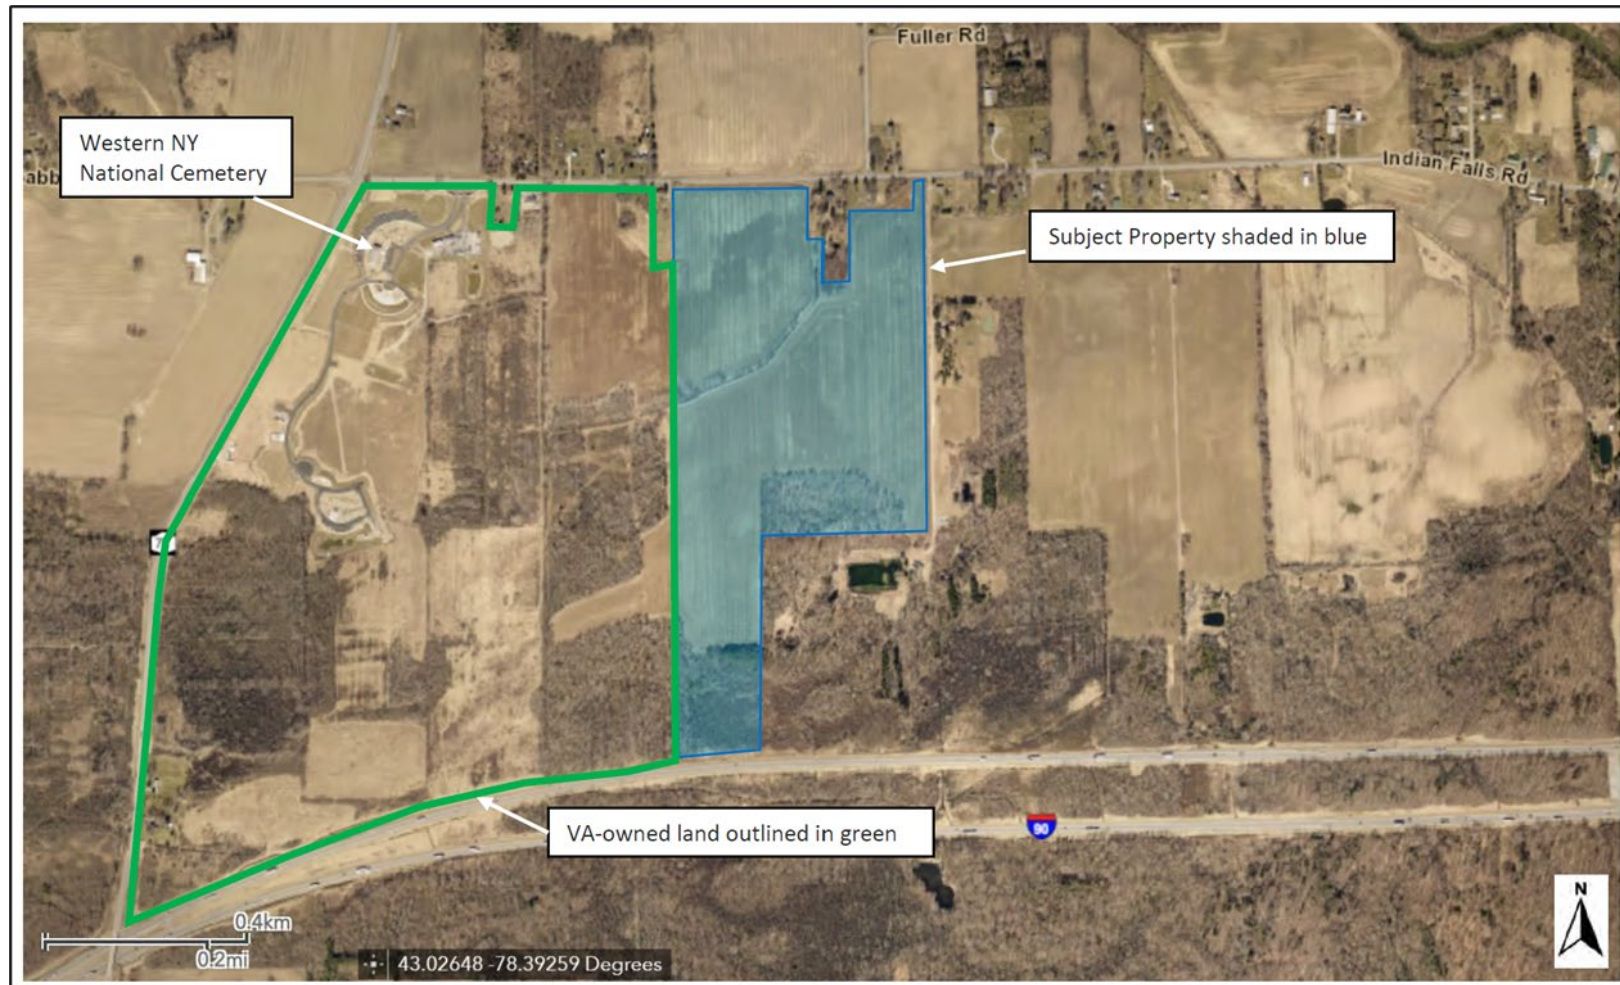 Fuller Rd
Western NY
National Cemetery
Indian Falls Rd
Subject Property shaded in blue
VA-owned land outlined in green
90
N
0.4km
0.2mi
43.02648 -78.39259 Degrees